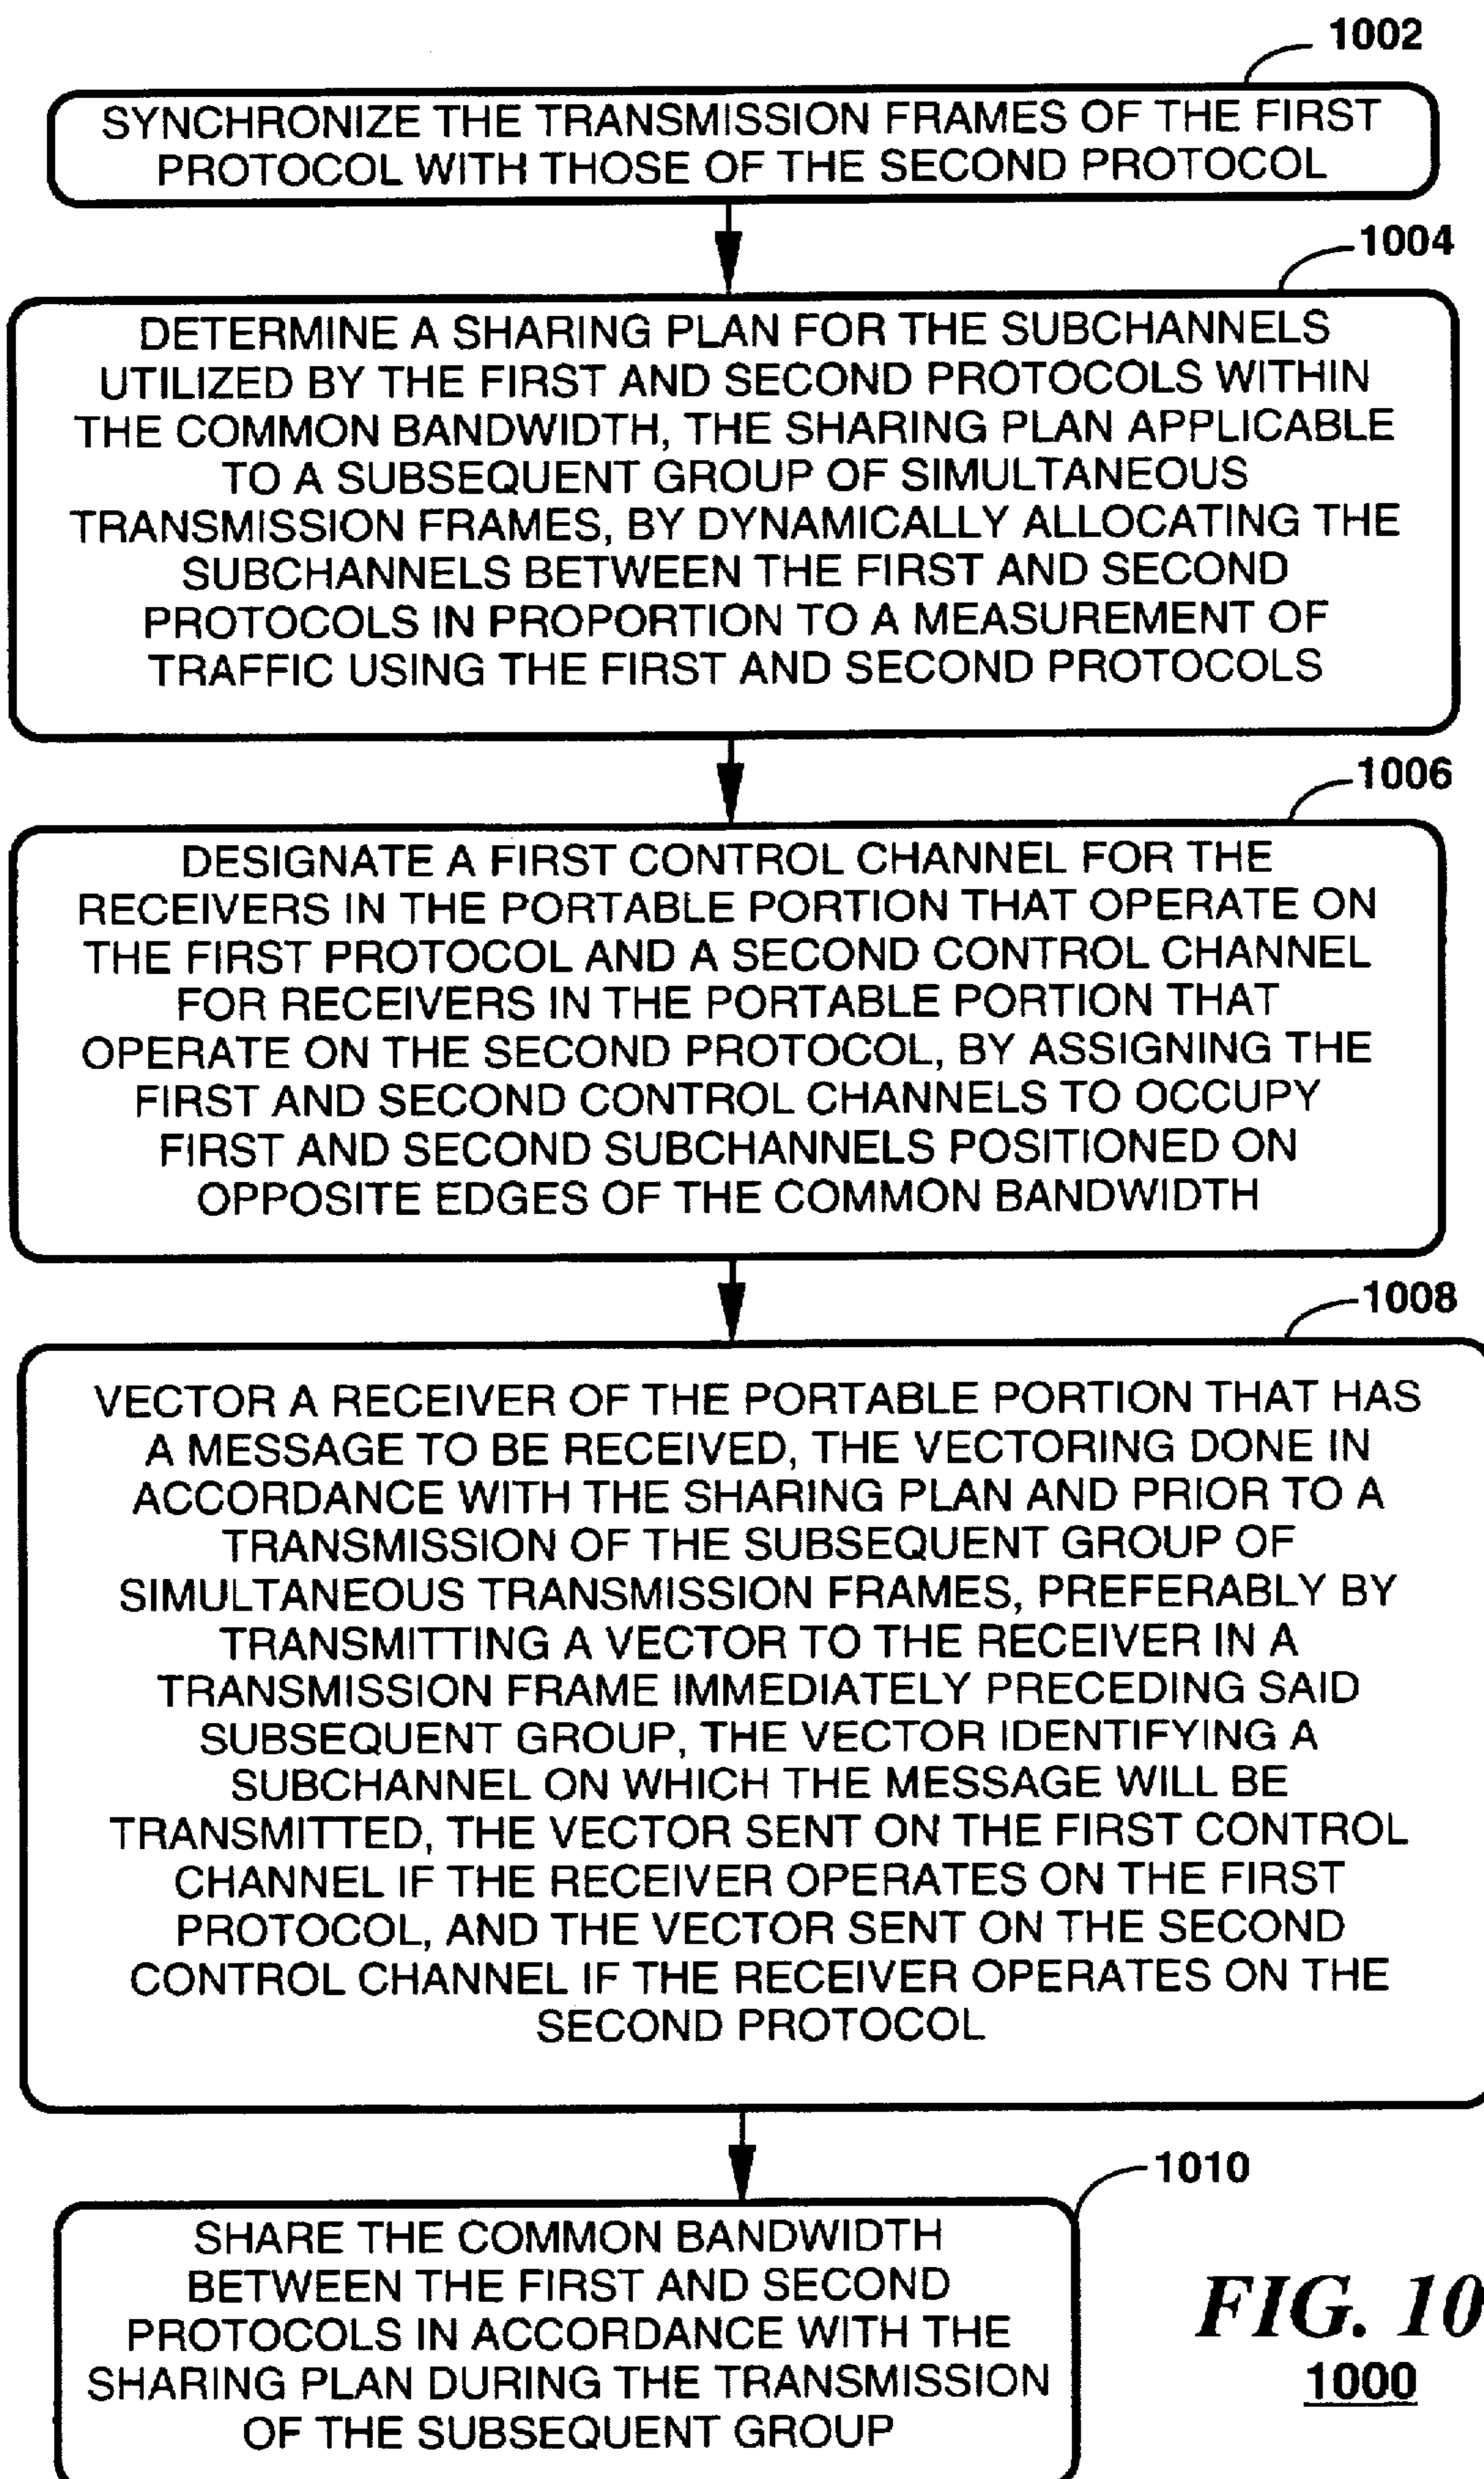 1002
SYNCHRONIZE THE TRANSMISSION FRAMES OF THE FIRST
PROTOCOL WITH THOSE OF THE SECOND PROTOCOL
1004
DETERMINE A SHARING PLAN FOR THE SUBCHANNELS
UTILIZED BY THE FIRST AND SECOND PROTOCOLS WITHIN
THE COMMON BANDWIDTH, THE SHARING PLAN APPLICABLE
TO A SUBSEQUENT GROUP OF SIMULTANEOUS
TRANSMISSION FRAMES, BY DYNAMICALLY ALLOCATING THE
SUBCHANNELS BETWEEN THE FIRST AND SECOND
PROTOCOLS IN PROPORTION TO A MEASUREMENT OF
TRAFFIC USING THE FIRST AND SECOND PROTOCOLS
1006
DESIGNATE A FIRST CONTROL CHANNEL FOR THE
RECEIVERS IN THE PORTABLE PORTION THAT OPERATE ON
THE FIRST PROTOCOL AND A SECOND CONTROL CHANNEL
FOR RECEIVERS IN THE PORTABLE PORTION THAT
OPERATE ON THE SECOND PROTOCOL, BY ASSIGNING THE
FIRST AND SECOND CONTROL CHANNELS TO OCCUPY
FIRST AND SECOND SUBCHANNELS POSITIONED ON
OPPOSITE EDGES OF THE COMMON BANDWIDTH
1008
VECTOR A RECEIVER OF THE PORTABLE PORTION THAT HAS
A MESSAGE TO BE RECEIVED, THE VECTORING DONE IN
ACCORDANCE WITH THE SHARING PLAN AND PRIOR TO A
TRANSMISSION OF THE SUBSEQUENT GROUP OF
SIMULTANEOUS TRANSMISSION FRAMES, PREFERABLY BY
TRANSMITTING A VECTOR TO THE RECEIVER IN A
TRANSMISSION FRAME IMMEDIATELY PRECEDING SAID
SUBSEQUENT GROUP, THE VECTOR IDENTIFYING A
SUBCHANNEL ON WHICH THE MESSAGE WILL BE
TRANSMITTED, THE VECTOR SENT ON THE FIRST CONTROL
CHANNEL IF THE RECEIVER OPERATES ON THE FIRST
PROTOCOL, AND THE VECTOR SENT ON THE SECOND
CONTROL CHANNEL IF THE RECEIVER OPERATES ON THE
SECOND PROTOCOL
1010
SHARE THE COMMON BANDWIDTH
BETWEEN THE FIRST AND SECOND
PROTOCOLS IN ACCORDANCE WITH THE
SHARING PLAN DURING THE TRANSMISSION
OF THE SUBSEQUENT GROUP
FIG. 10
1000